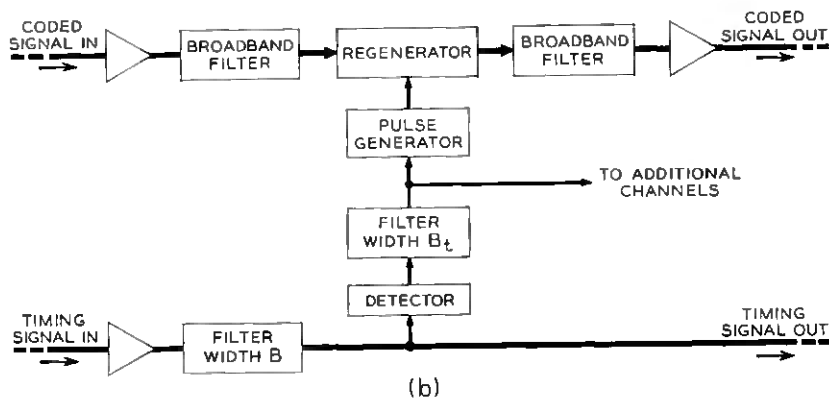 CODED
SIGNAL IN
BROADBAND
FILTER
REGENERATOR
BROADBAND
FILTER
CODED
SIGNAL OUT
PULSE
GENERATOR
TO ADDITIONAL
CHANNELS
FILTER
WIDTH Bt
DETECTOR
TIMING
SIGNAL IN
FILTER
WIDTH B
TIMING
SIGNAL OUT
(b)